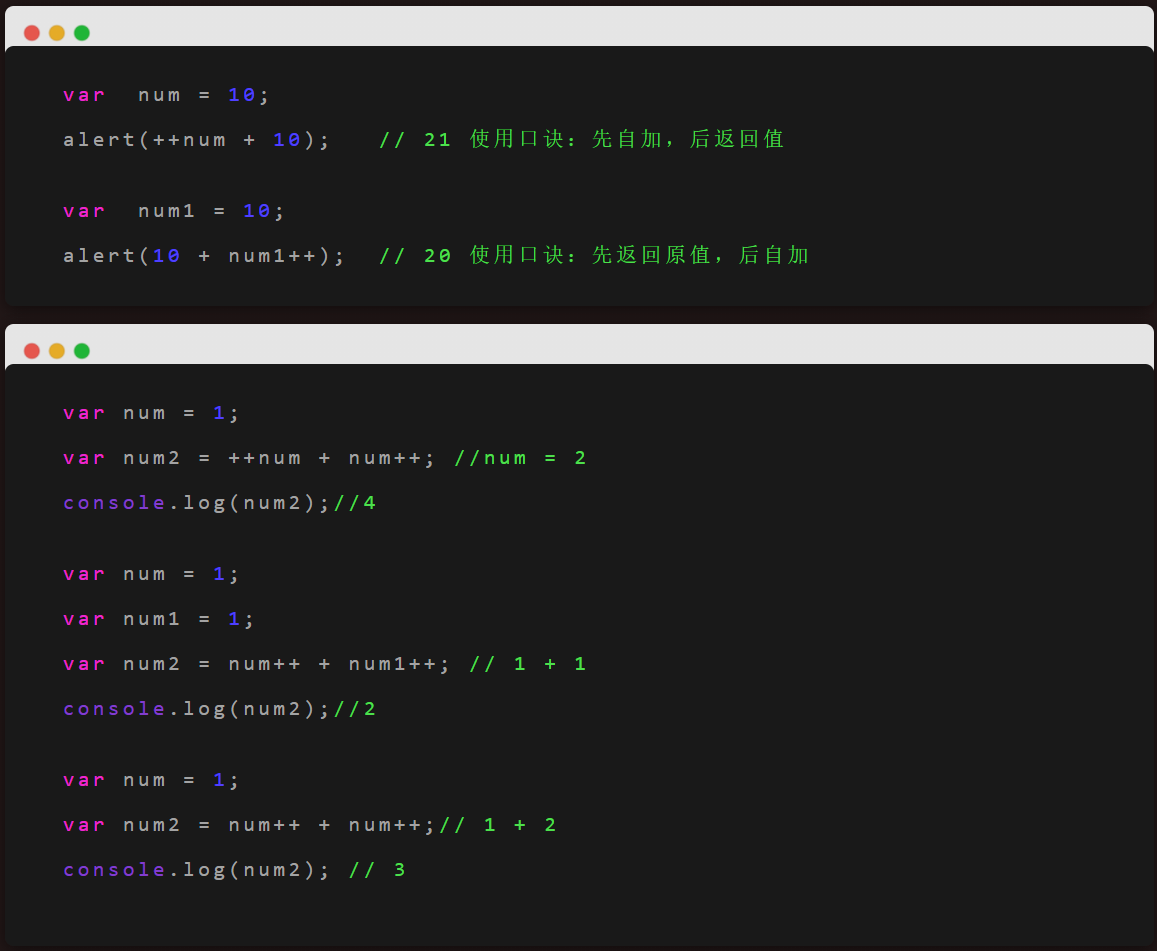 var  num = 10;
alert(++num + 10);   // 21 使用口诀：先自加，后返回值
var  num1 = 10;
alert(10 + num1++);  // 20 使用口诀：先返回原值，后自加
var num = 1;
var num2 = ++num + num++; //num = 2
console.log(num2);//4
var num = 1;
var num1 = 1;
var num2 = num++ + num1++; // 1 + 1
console.log(num2);//2
var num = 1;
var num2 = num++ + num++;// 1 + 2
console.log(num2); // 3